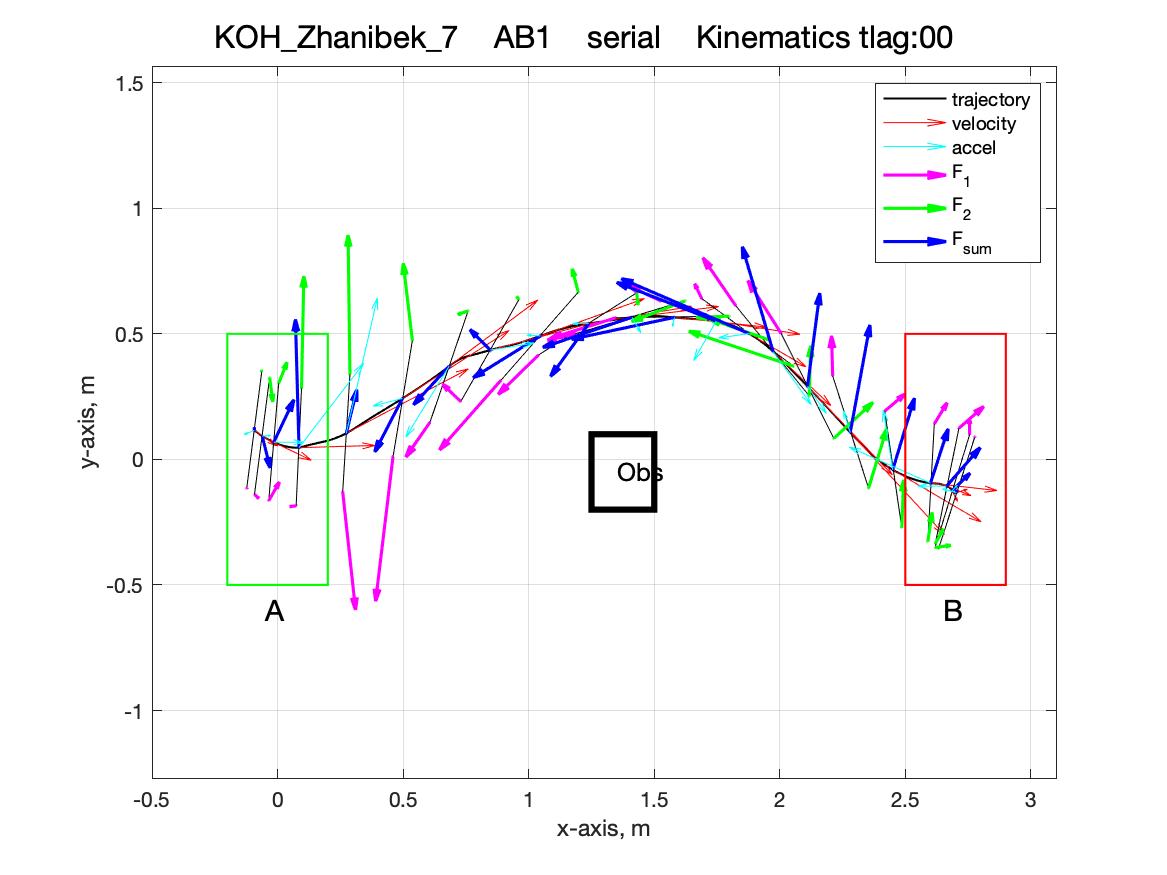 KOH_Zhanibek_7 AB1 serial Kinematics tlag:00
trajectory
velocity
accel
F1
F2
Fsum
1.5
1
0.5
0
-0.5
-1
y-axis, m
Obs
A
B
-0.5 0 0.5 1 1.5 2 2.5 3
x-axis, m